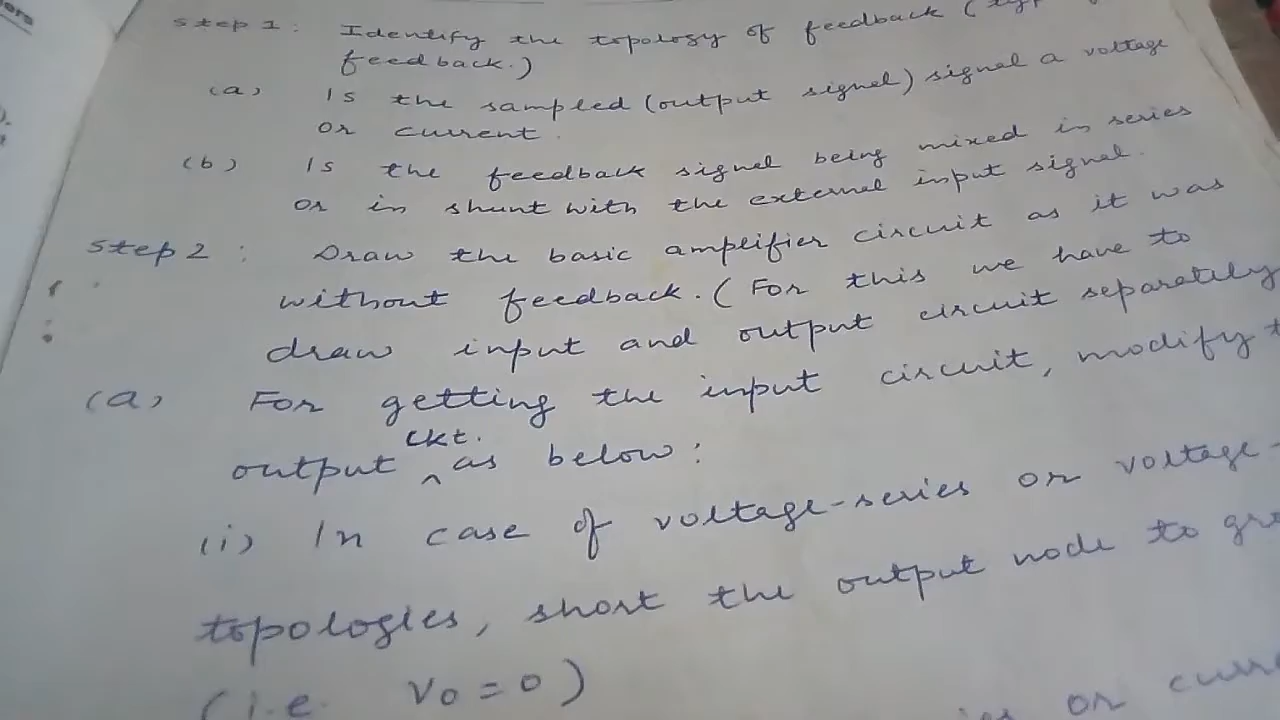 Step 1 : Identify the topology of feedback (
feedback.)
(a) Is the sampled (output signal) signal a voltage
or current.
(b) Is the feedback signal being mixed in series
or in shunt with the external input signal.
Step 2 : Draw the basic amplifier circuit as it was
without feedback. (For this we have to
draw input and output circuit separately
(a) For getting the input circuit, modify
output ckt. as below :
(i) In case of voltage-series or voltage-
topologies, short the output node to
(i.e. Vo = 0)
or